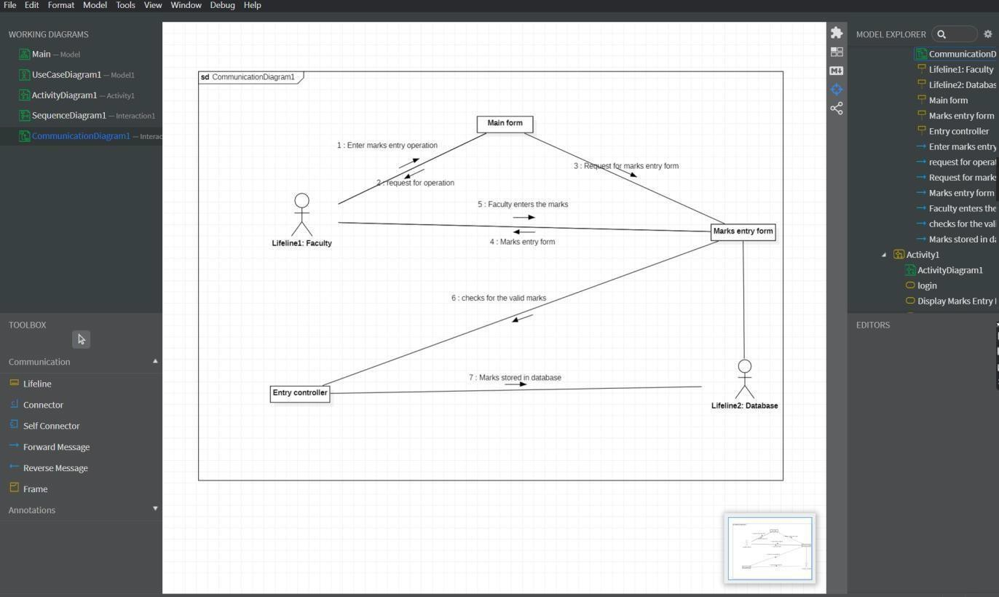 File Edit Format Model Tools View Window Debug Help
WORKING DIAGRAMS
Main — Model
UseCaseDiagram1 — Model1
ActivityDiagram1 — Activity1
SequenceDiagram1 — Interaction1
CommunicationDiagram1 — Interac
TOOLBOX
Communication
Lifeline
Connector
Self Connector
Forward Message
Reverse Message
Frame
Annotations
sd CommunicationDiagram1
Main form
1 : Enter marks entry operation
3 : Request for marks entry form
2 : request for operation
5 : Faculty enters the marks
Marks entry form
4 : Marks entry form
Lifeline1: Faculty
6 : checks for the valid marks
7 : Marks stored in database
Entry controller
Lifeline2: Database
MODEL EXPLORER
CommunicationD
Lifeline1: Faculty
Lifeline2: Databas
Main form
Marks entry form
Entry controller
Enter marks entry
request for opera
Request for marks
Marks entry form
Faculty enters the
checks for the vali
Marks stored in da
Activity1
ActivityDiagram1
login
Display Marks Entry
EDITORS